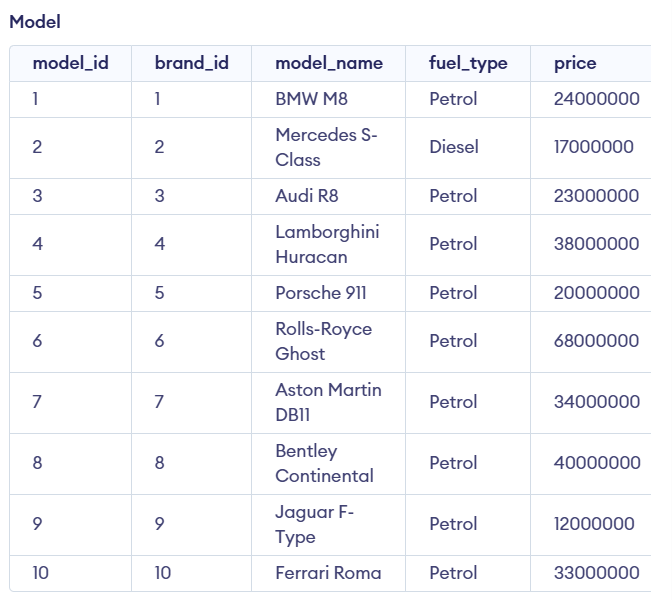 Model
model_id brand_id model_name fuel_type price
1 1 BMW M8 Petrol 24000000
2 2 Mercedes S-
Class Diesel 17000000
3 3 Audi R8 Petrol 23000000
4 4 Lamborghini
Huracan Petrol 38000000
5 5 Porsche 911 Petrol 20000000
6 6 Rolls-Royce
Ghost Petrol 68000000
7 7 Aston Martin
DB11 Petrol 34000000
8 8 Bentley
Continental Petrol 40000000
9 9 Jaguar F-
Type Petrol 12000000
10 10 Ferrari Roma Petrol 33000000